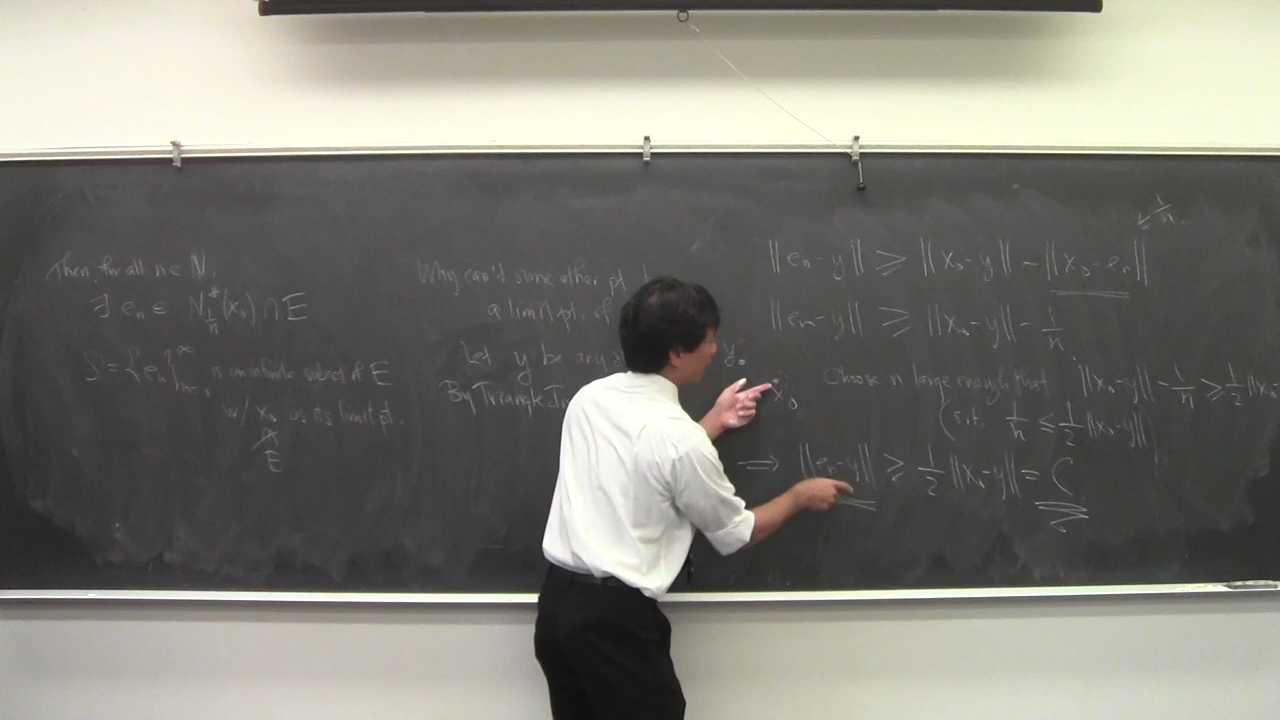 Then, for all n ∈ ℕ,
∃ eₙ ∈ N*_{1/n}(x₀) ∩ E
S = {eₙ}_{n=1}^∞ is an infinite subset of E
w/ x₀ as its limit pt.
E
Why can't some other pt
a limit pt. of
Let y be any
By Triangle In
y
x₀
1/n
||eₙ - y|| ≥ ||x₀ - y|| - ||x₀ - eₙ||
||eₙ - y|| ≥ ||x₀ - y|| - 1/n.
Choose n large enough that ||x₀ - y|| - 1/n ≥ 1/2 ||x₀
(s.t. 1/n ≤ 1/2 ||x₀ - y||)
⇒ ||eₙ - y|| ≥ 1/2 ||x₀ - y|| = C